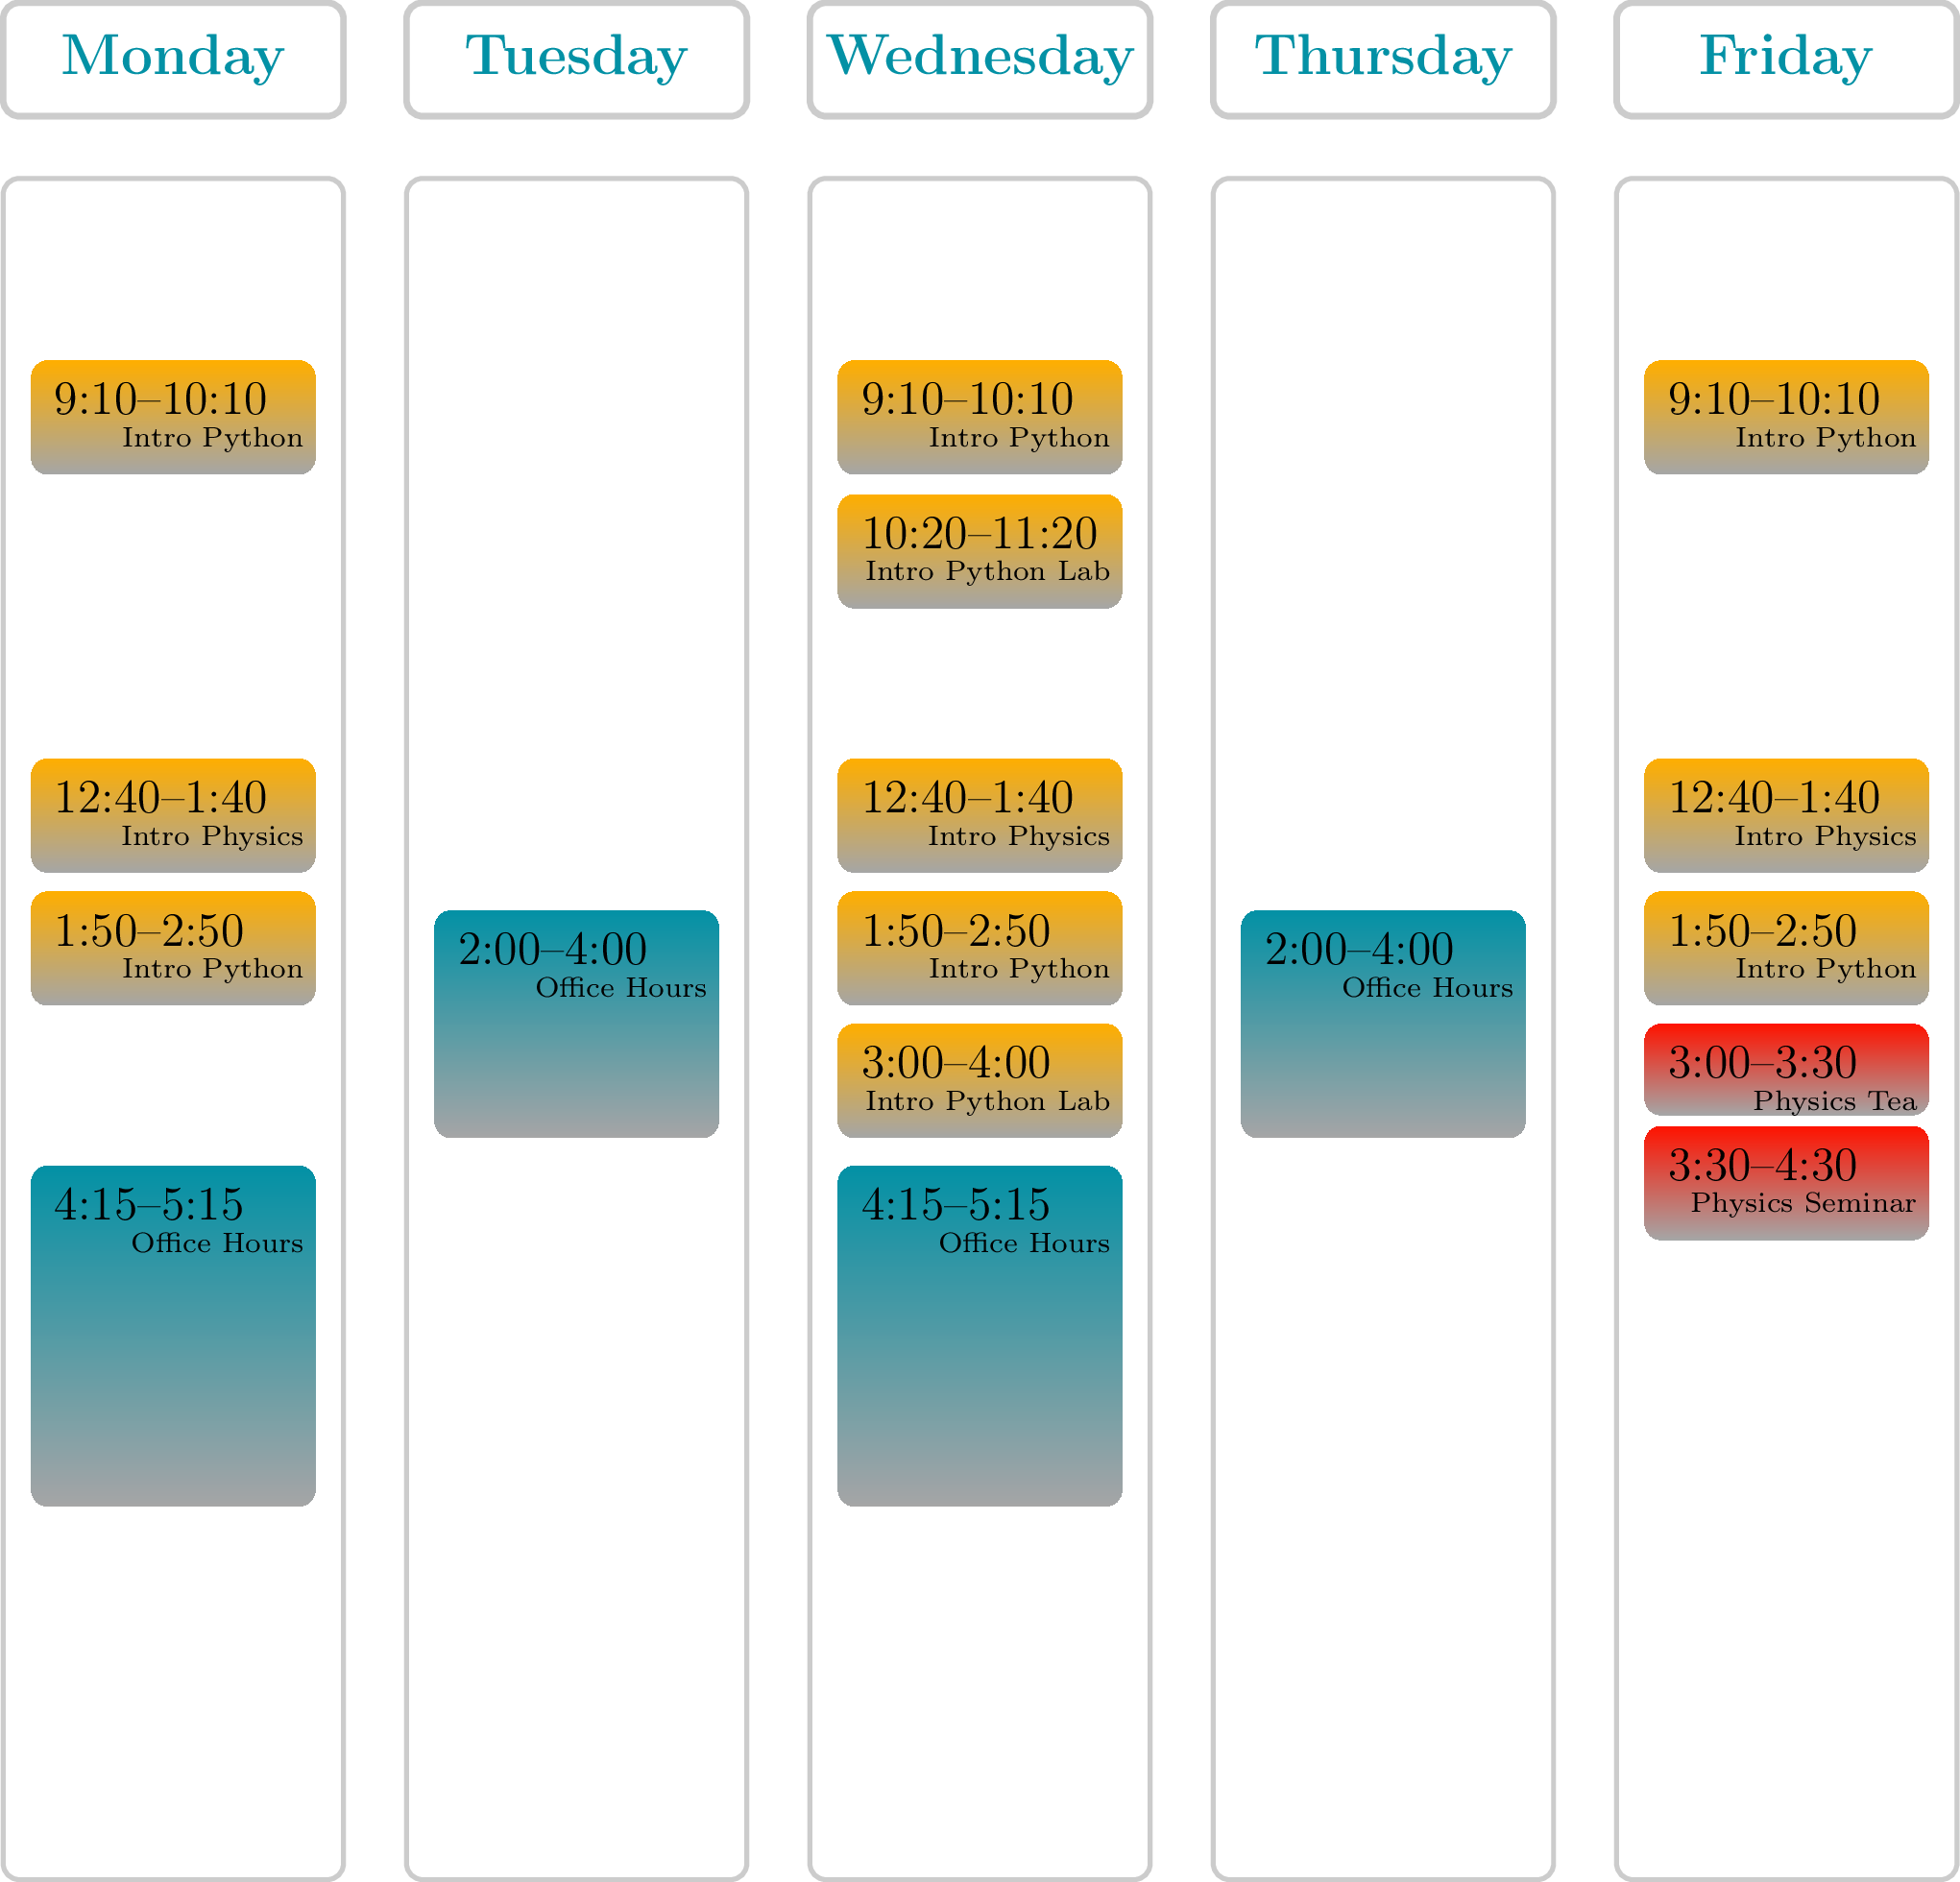 Monday
Tuesday
Wednesday
Thursday
Friday
9:10–10:10
Intro Python
12:40–1:40
Intro Physics
1:50–2:50
Intro Python
4:15–5:15
Office Hours
2:00–4:00
Office Hours
9:10–10:10
Intro Python
10:20–11:20
Intro Python Lab
12:40–1:40
Intro Physics
1:50–2:50
Intro Python
3:00–4:00
Intro Python Lab
4:15–5:15
Office Hours
2:00–4:00
Office Hours
9:10–10:10
Intro Python
12:40–1:40
Intro Physics
1:50–2:50
Intro Python
3:00–3:30
Physics Tea
3:30–4:30
Physics Seminar